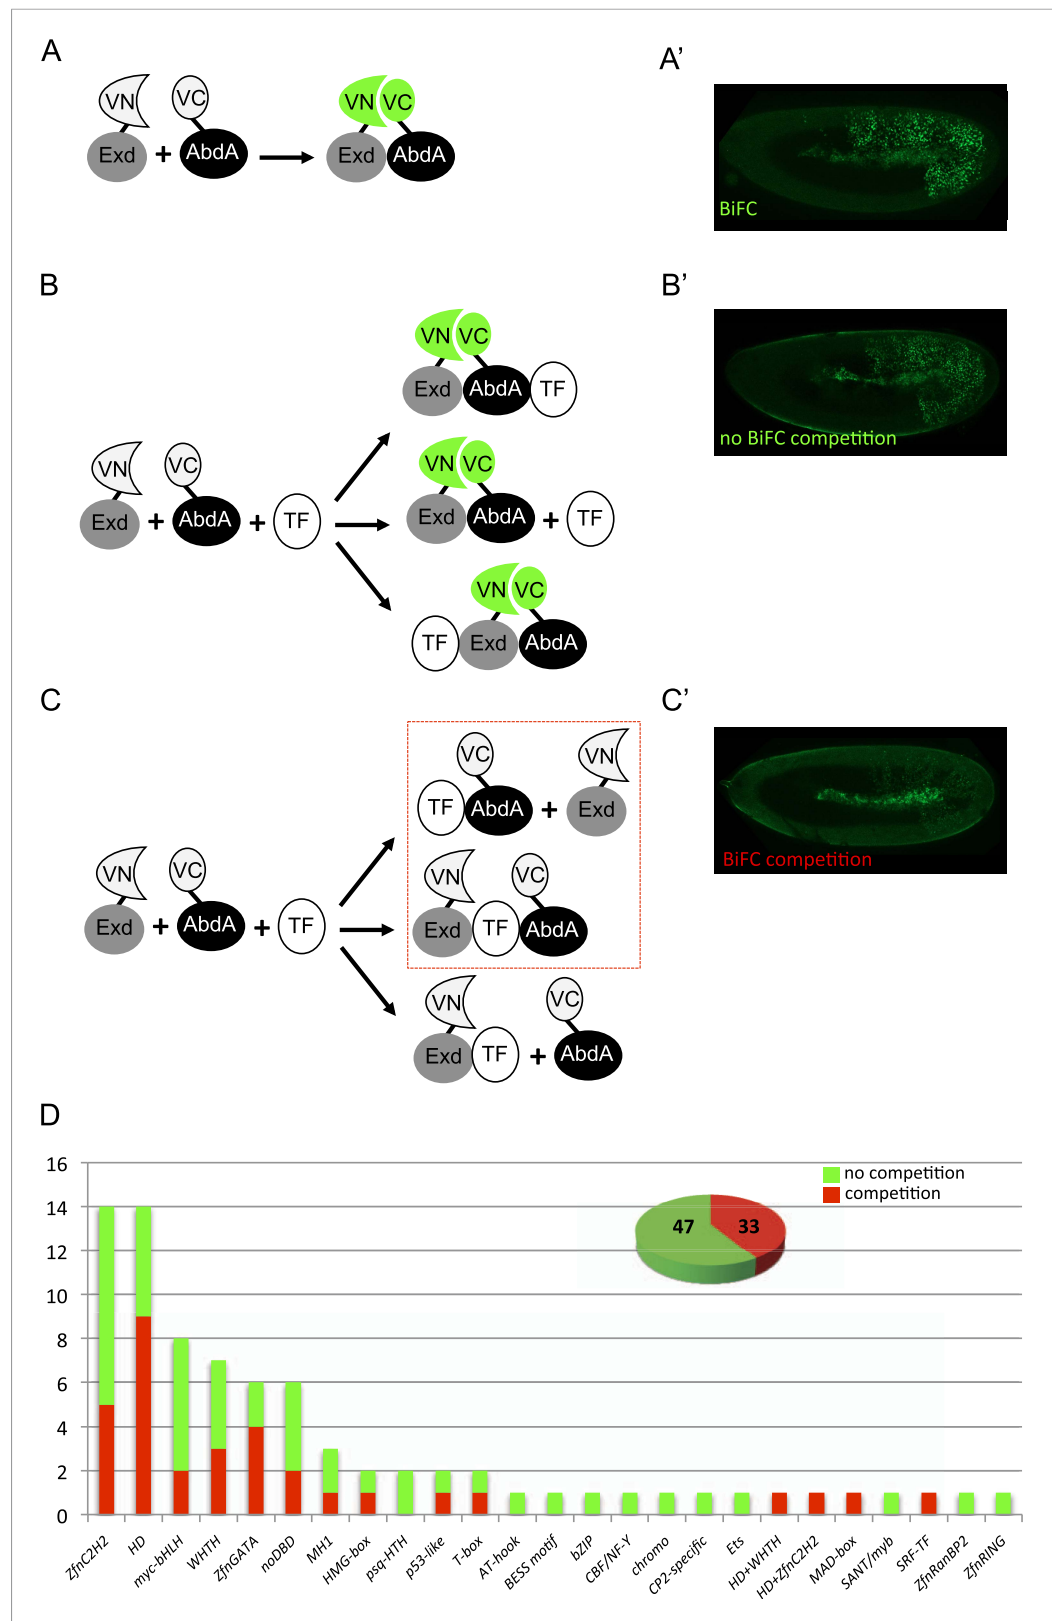 A
VN
VC
Exd + AbdA
VN VC
Exd AbdA
A’
BiFC
B
VN
VC
Exd + AbdA + TF
VN VC
Exd AbdA TF
VN VC
Exd AbdA + TF
VN VC
TF Exd AbdA
B’
no BiFC competition
C
VN
VC
Exd + AbdA + TF
VC
VN
TF AbdA + Exd
VN
VC
Exd TF AbdA
VN
VC
Exd TF + AbdA
C’
BiFC competition
D
16
14
12
10
8
6
4
2
0
no competition
competition
47
33
ZfnC2H2
HD
myc-bHLH
WHTH
ZfnGATA
noDBD
MH1
HMG-box
psq-HTH
p53-like
T-box
AT-hook
BESS motif
bZIP
CBF/NF-Y
chromo
CP2-specific
Ets
HD+WHTH
HD+ZfnC2H2
MAD-box
SANT/myb
SRF-TF
ZfnRanBP2
ZfnRING